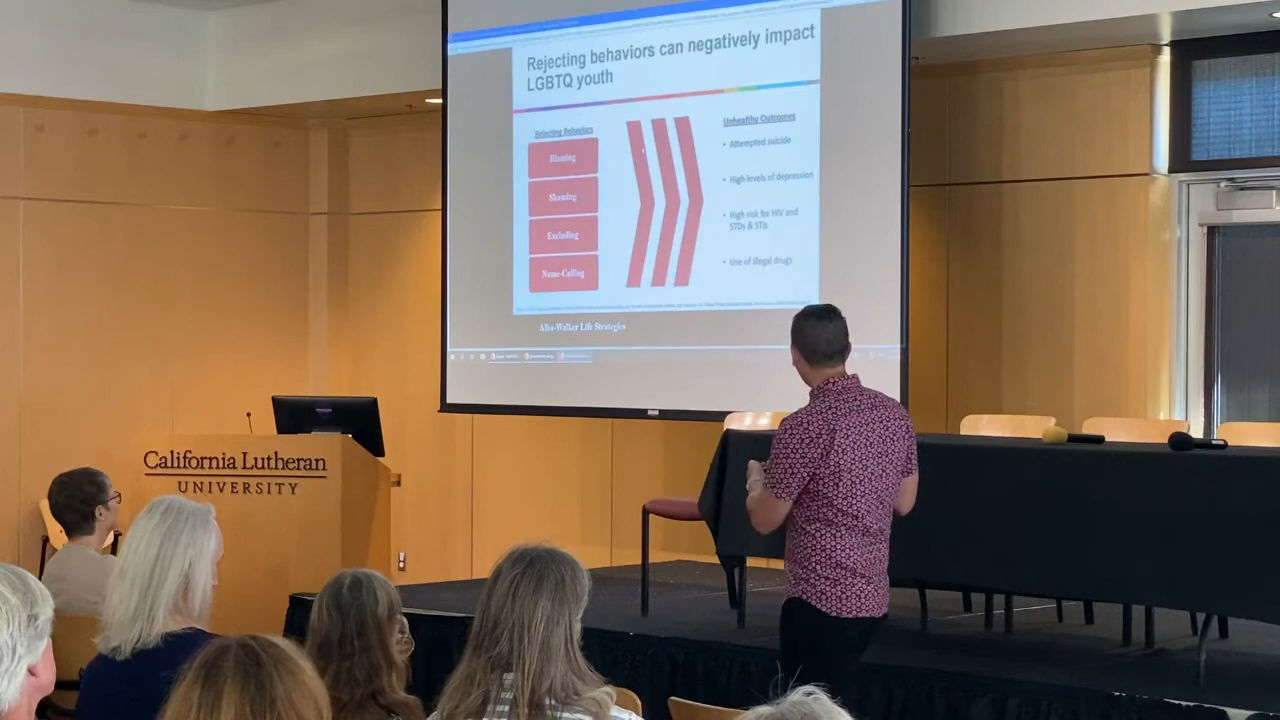 Rejecting behaviors can negatively impact
LGBTQ youth
Rejecting Behaviors
Blaming
Shaming
Excluding
Name-Calling
Unhealthy Outcomes
• Attempted suicide
• High levels of depression
• High risk for HIV and
STDs & STIs
• Use of illegal drugs
Alba-Walker Life Strategies
California Lutheran
UNIVERSITY